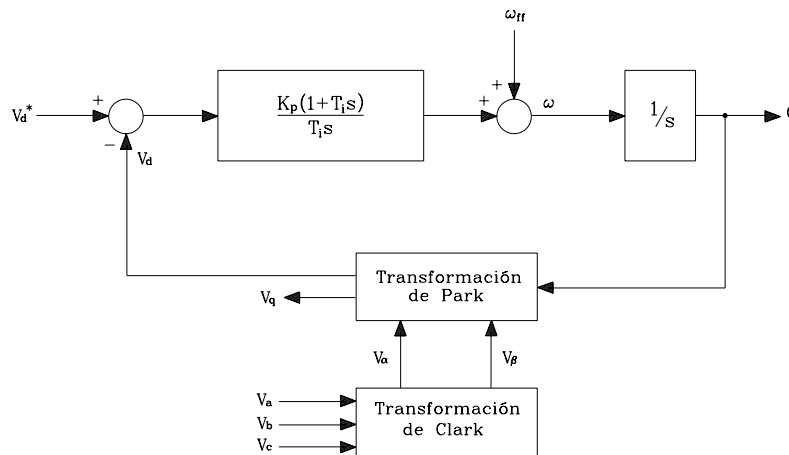 ω_ff
V_d*
+
−
V_d
K_p(1+T_i s)
T_i s
+
+
ω
1/s
Transformación
de Park
V_q
V_α
V_β
V_a
V_b
V_c
Transformación
de Clark